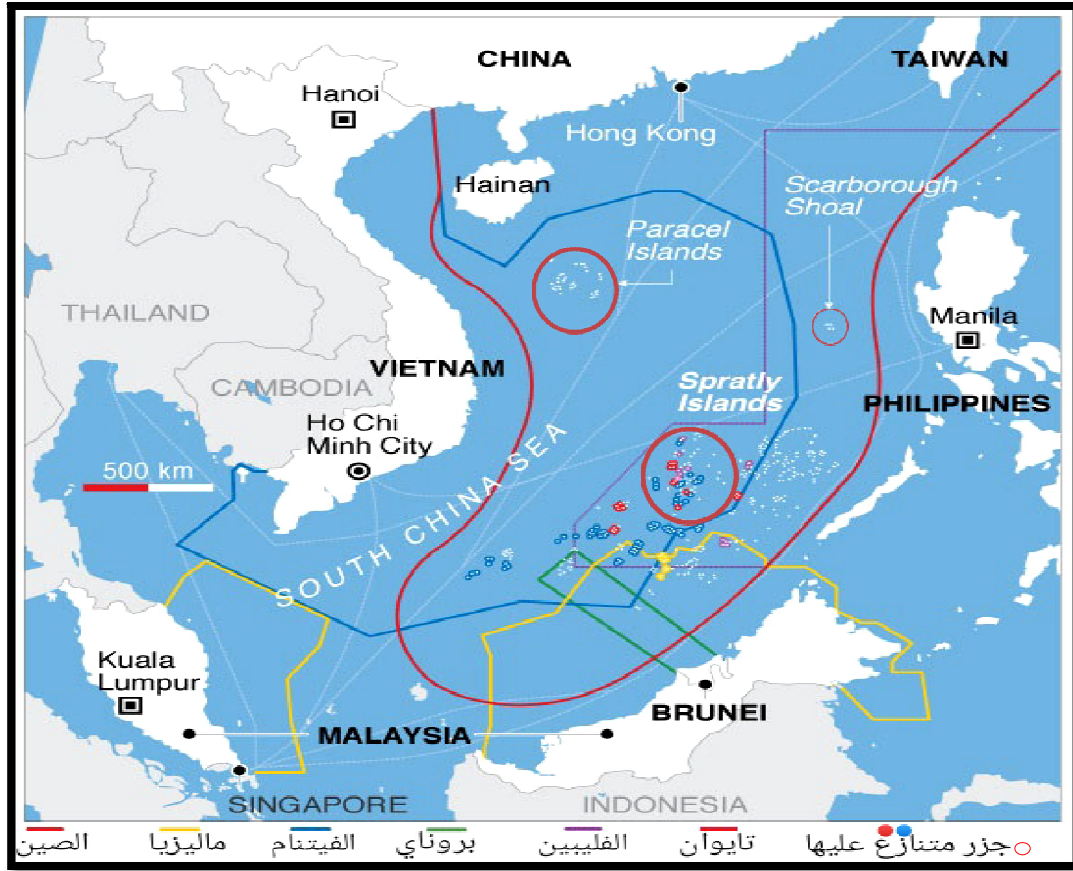 CHINA
TAIWAN
Hanoi
Hong Kong
Hainan
Scarborough
Shoal
Paracel
Islands
THAILAND
Manila
VIETNAM
CAMBODIA
Spratly
Islands
PHILIPPINES
Ho Chi
Minh City
500 km
SOUTH CHINA SEA
Kuala
Lumpur
BRUNEI
MALAYSIA
SINGAPORE
INDONESIA
الصين
ماليزيا
الفيتنام
بروناي
الفليبين
تايوان
جزر متنازع عليها